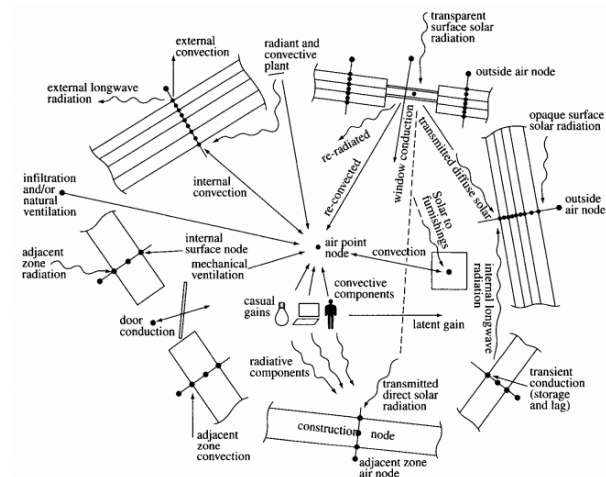 transparent
surface solar
radiation
external
convection
radiant and
convective
plant
outside air node
external longwave
radiation
opaque surface
solar radiation
re-radiated
window conduction
transmitted diffuse solar
re-convected
infiltration
and/or
natural
ventilation
internal
convection
Solar to
furnishings
outside
air node
internal
surface node
air point
node
convection
adjacent
zone
radiation
mechanical
ventilation
internal longwave
radiation
casual
gains
convective
components
door
conduction
latent gain
radiative
components
transmitted
direct solar
radiation
transient
conduction
(storage
and lag)
construction node
adjacent
zone
convection
adjacent zone
air node